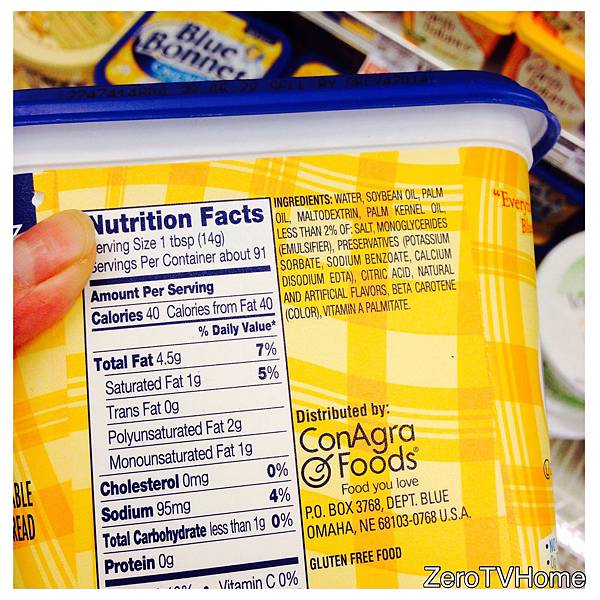 Blue
Bonnet
Nutrition Facts
erving Size 1 tbsp (14g)
Servings Per Container about 91
Amount Per Serving
Calories 40 Calories from Fat 40
% Daily Value*
Total Fat 4.5g 7%
Saturated Fat 1g 5%
Trans Fat 0g
Polyunsaturated Fat 2g
Monounsaturated Fat 1g
Cholesterol 0mg 0%
Sodium 95mg 4%
Total Carbohydrate less than 1g 0%
Protein 0g
Vitamin C 0%
INGREDIENTS: WATER, SOYBEAN OIL, PALM
OIL, MALTODEXTRIN, PALM KERNEL OIL,
LESS THAN 2% OF: SALT, MONOGLYCERIDES
(EMULSIFIER), PRESERVATIVES (POTASSIUM
SORBATE, SODIUM BENZOATE, CALCIUM
DISODIUM EDTA), CITRIC ACID, NATURAL
AND ARTIFICIAL FLAVORS, BETA CAROTENE
(COLOR), VITAMIN A PALMITATE.
Distributed by:
ConAgra
Foods®
Food you love
P.O. BOX 3768, DEPT. BLUE
OMAHA, NE 68103-0768 U.S.A.
GLUTEN FREE FOOD
ABLE
READ
ZeroTVHome